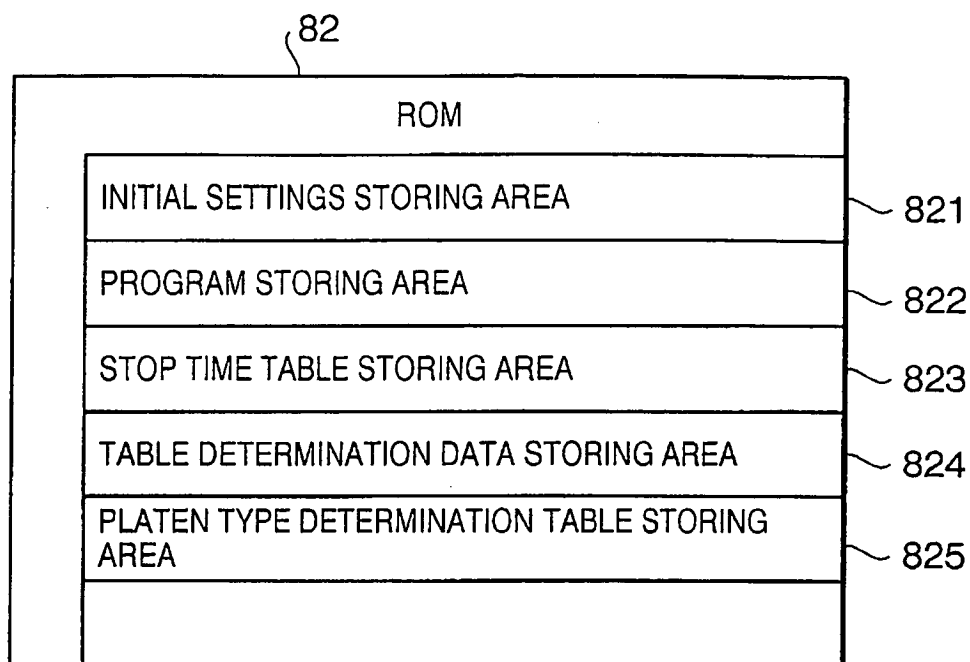 82
ROM
INITIAL SETTINGS STORING AREA
821
PROGRAM STORING AREA
822
STOP TIME TABLE STORING AREA
823
TABLE DETERMINATION DATA STORING AREA
824
PLATEN TYPE DETERMINATION TABLE STORING
AREA
825